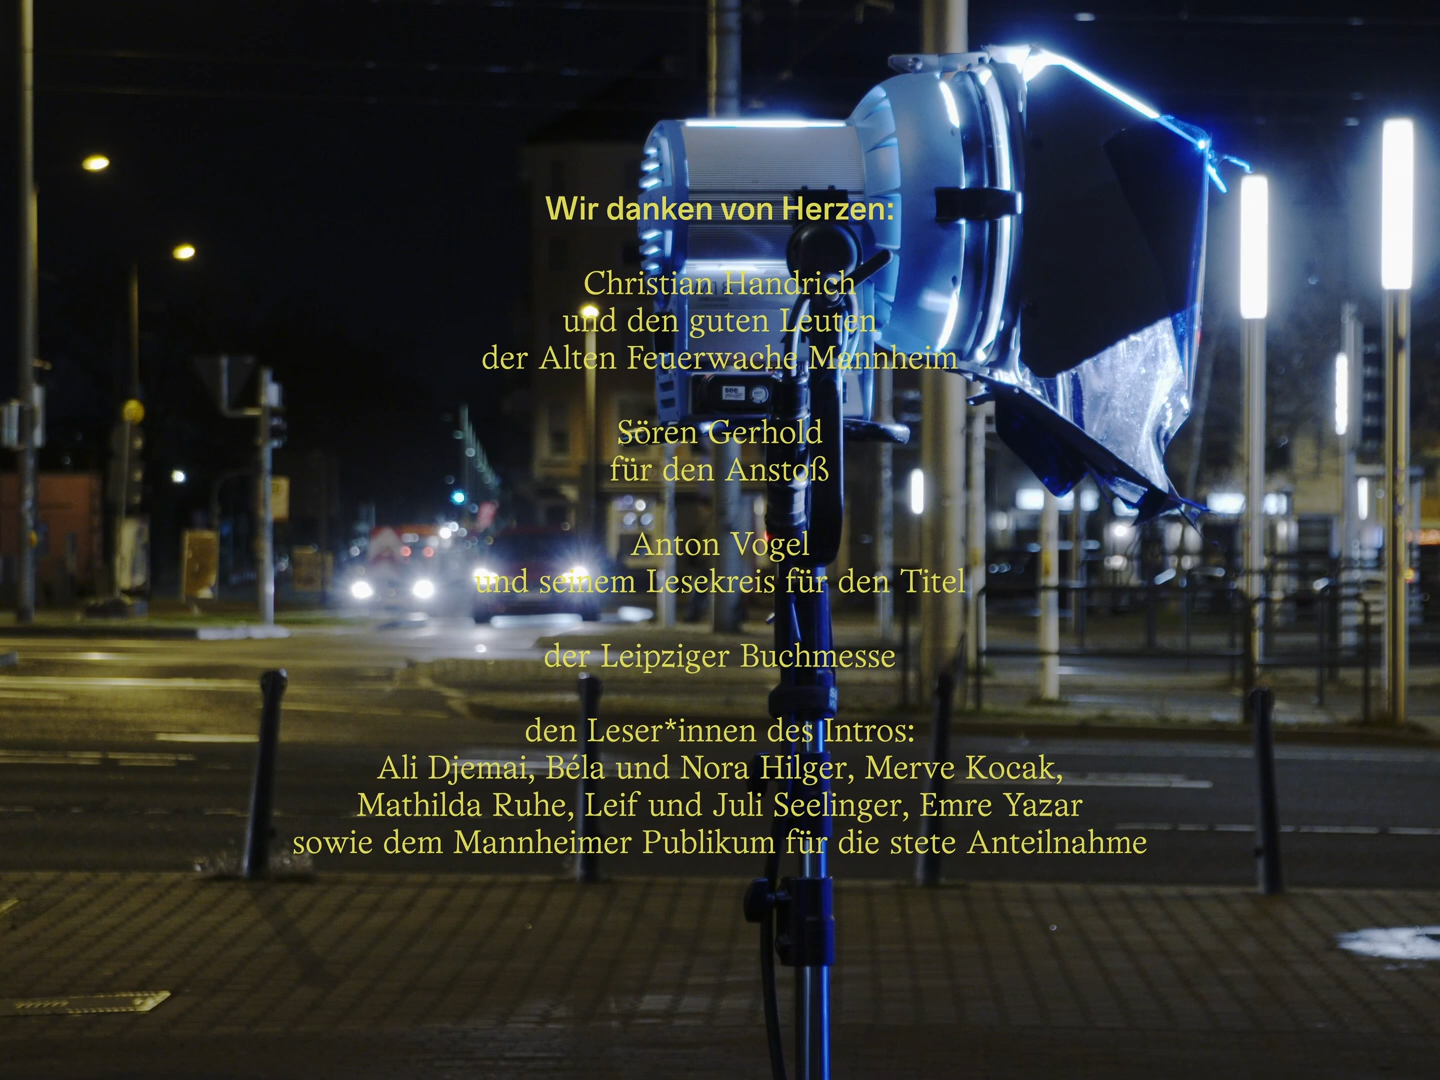 Wir danken von Herzen:
Christian Handrich
und den guten Leuten
der Alten Feuerwache Mannheim
Sören Gerhold
für den Anstoß
Anton Vogel
und seinem Lesekreis für den Titel
der Leipziger Buchmesse
den Leser*innen des Intros:
Ali Djemai, Béla und Nora Hilger, Merve Kocak,
Mathilda Ruhe, Leif und Juli Seelinger, Emre Yazar
sowie dem Mannheimer Publikum für die stete Anteilnahme